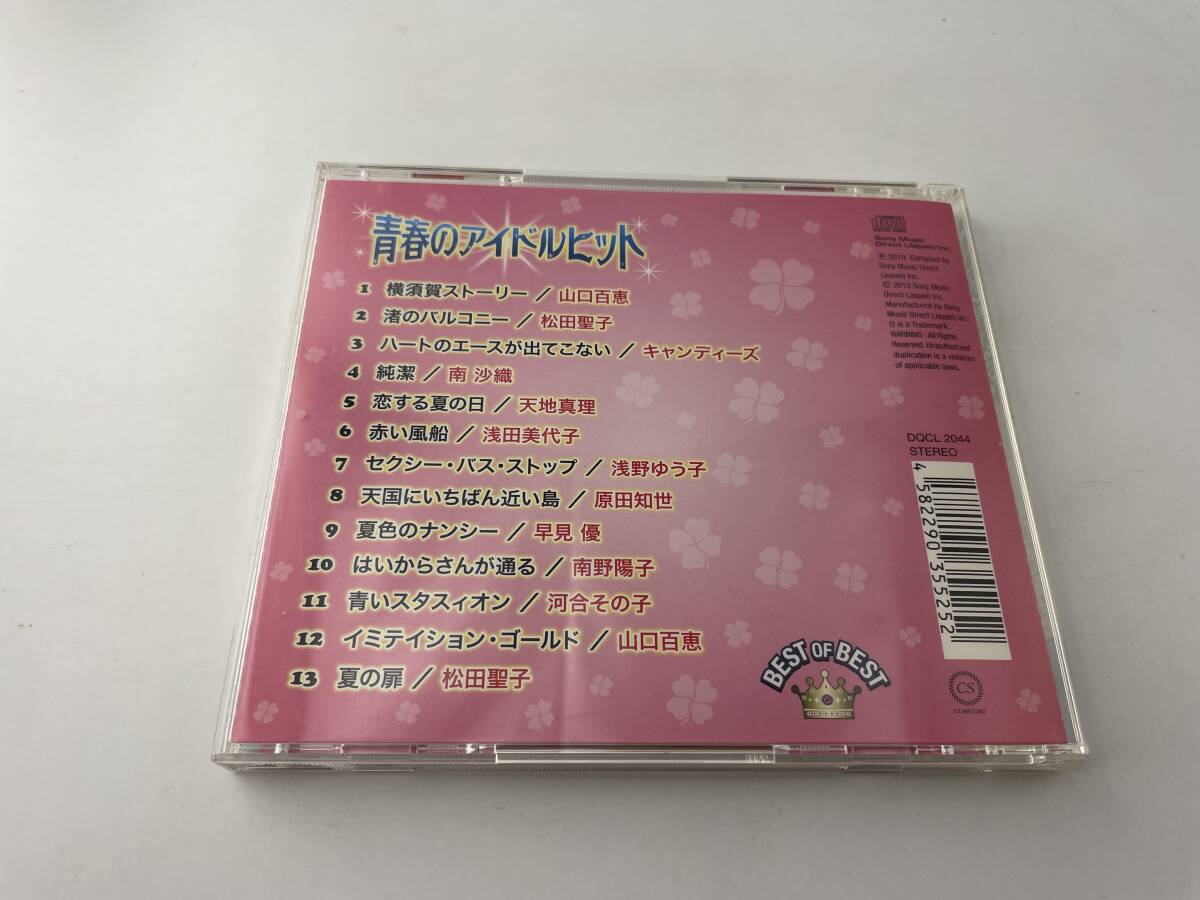 青春のアイドルヒット
1 横須賀ストーリー / 山口百恵
2 渚のバルコニー / 松田聖子
3 ハートのエースが出てこない / キャンディーズ
4 純潔 / 南 沙織
5 恋する夏の日 / 天地真理
6 赤い風船 / 浅田美代子
7 セクシー・バス・ストップ / 浅野ゆう子
8 天国にいちばん近い島 / 原田知世
9 夏色のナンシー / 早見 優
10 はいからさんが通る / 南野陽子
11 青いスタスィオン / 河合その子
12 イミテイション・ゴールド / 山口百恵
13 夏の扉 / 松田聖子
Sony Music
Direct (Japan) Inc.
℗ 2010 Compiled by
Sony Music Direct
(Japan) Inc.
© 2010 Sony Music
Direct (Japan) Inc.
Manufactured by Sony
Music Direct (Japan) Inc.
is a Trademark.
WARNING : All Rights
Reserved. Unauthorized
duplication is a violation
of applicable laws.
DQCL 2044
STEREO
4 582290 355252
BEST OF BEST
CS
CS RECORD